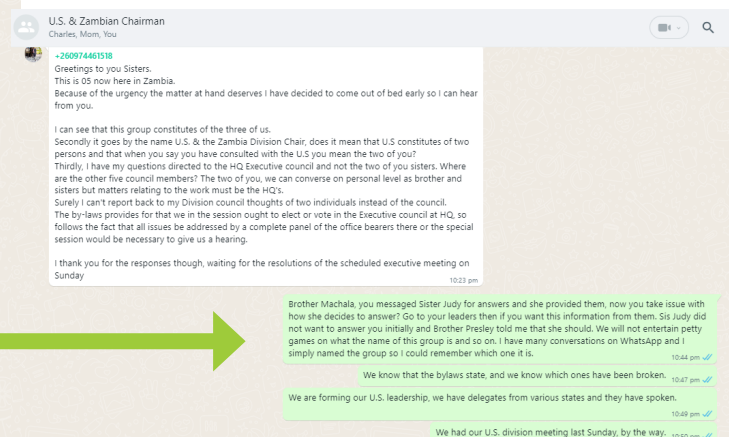 U.S. & Zambian Chairman
Charles, Mom, You
+260974461518
Greetings to you Sisters.
This is 05 now here in Zambia.
Because of the urgency the matter at hand deserves I have decided to come out of bed early so I can hear
from you.
I can see that this group constitutes of the three of us.
Secondly it goes by the name U.S. & the Zambia Division Chair, does it mean that U.S constitutes of two
persons and that when you say you have consulted with the U.S you mean the two of you?
Thirdly, I have my questions directed to the HQ Executive council and not the two of you sisters. Where
are the other five council members? The two of you, we can converse on personal level as brother and
sisters but matters relating to the work must be the HQ's.
Surely I can't report back to my Division council thoughts of two individuals instead of the council.
The by-laws provides for that we in the session ought to elect or vote in the Executive council at HQ, so
follows the fact that all issues be addressed by a complete panel of the office bearers there or the special
session would be necessary to give us a hearing.
I thank you for the responses though, waiting for the resolutions of the scheduled executive meeting on
Sunday
10:23 pm
Brother Machala, you messaged Sister Judy for answers and she provided them, now you take issue with
how she decides to answer? Go to your leaders then if you want this information from them. Sis Judy did
not want to answer you initially and Brother Presley told me that she should. We will not entertain petty
games on what the name of this group is and so on. I have many conversations on WhatsApp and I
simply named the group so I could remember which one it is.
10:44 pm
We know that the bylaws state, and we know which ones have been broken.
10:47 pm
We are forming our U.S. leadership, we have delegates from various states and they have spoken.
10:49 pm
We had our U.S. division meeting last Sunday, by the way.
10:50 pm